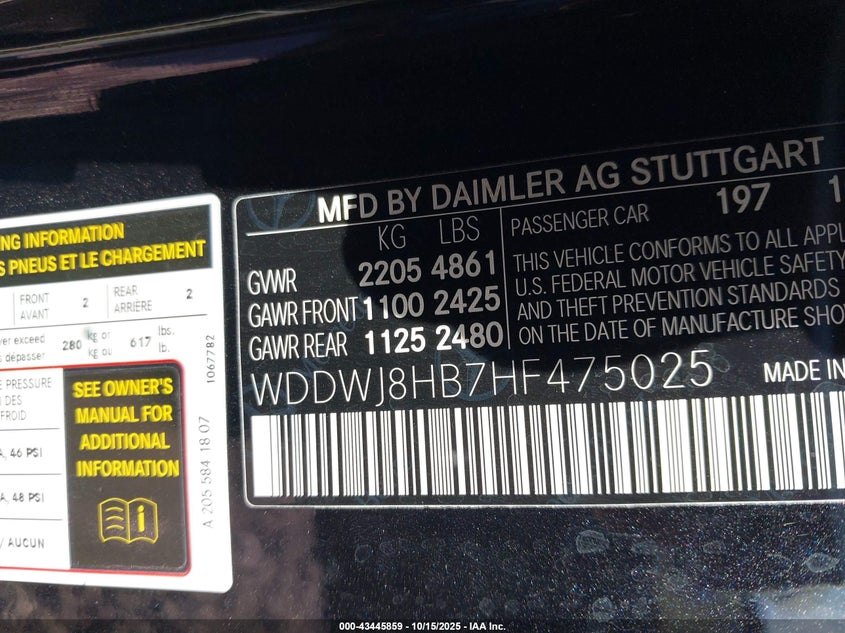 NG INFORMATION
S PNEUS ET LE CHARGEMENT
FRONT
AVANT
2
REAR
ARRIÈRE
2
ver exceed
s dépasser
280
kg or
kg ou
617
lbs.
lb.
1067782
E PRESSURE
N DES
FROID
A, 46 PSI
A, 48 PSI
/ AUCUN
SEE OWNER'S
MANUAL FOR
ADDITIONAL
INFORMATION
i
A 205 584 18 07
MFD BY DAIMLER AG STUTTGART
KG LBS
GVWR 2205 4861
GAWR FRONT 1100 2425
GAWR REAR 1125 2480
PASSENGER CAR 197 1
THIS VEHICLE CONFORMS TO ALL APPL
U.S. FEDERAL MOTOR VEHICLE SAFETY
AND THEFT PREVENTION STANDARDS
ON THE DATE OF MANUFACTURE SHO
WDDWJ8HB7HF475025
MADE IN
000-43445859 - 10/15/2025 - IAA Inc.